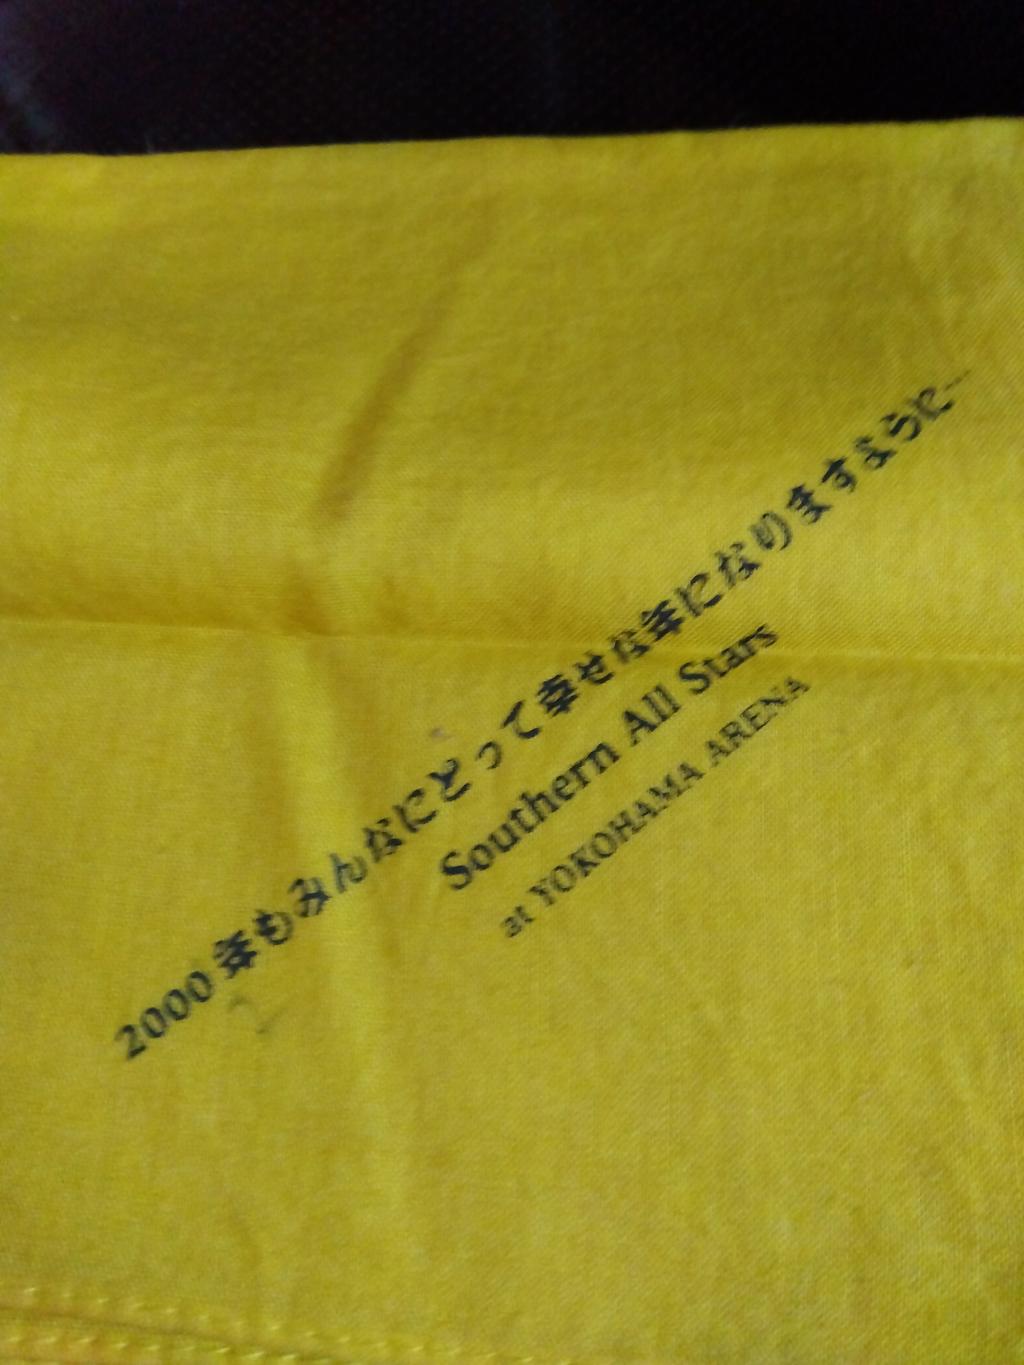 2000年もみんなにとって幸せな年になりますように…
Southern All Stars
at YOKOHAMA ARENA